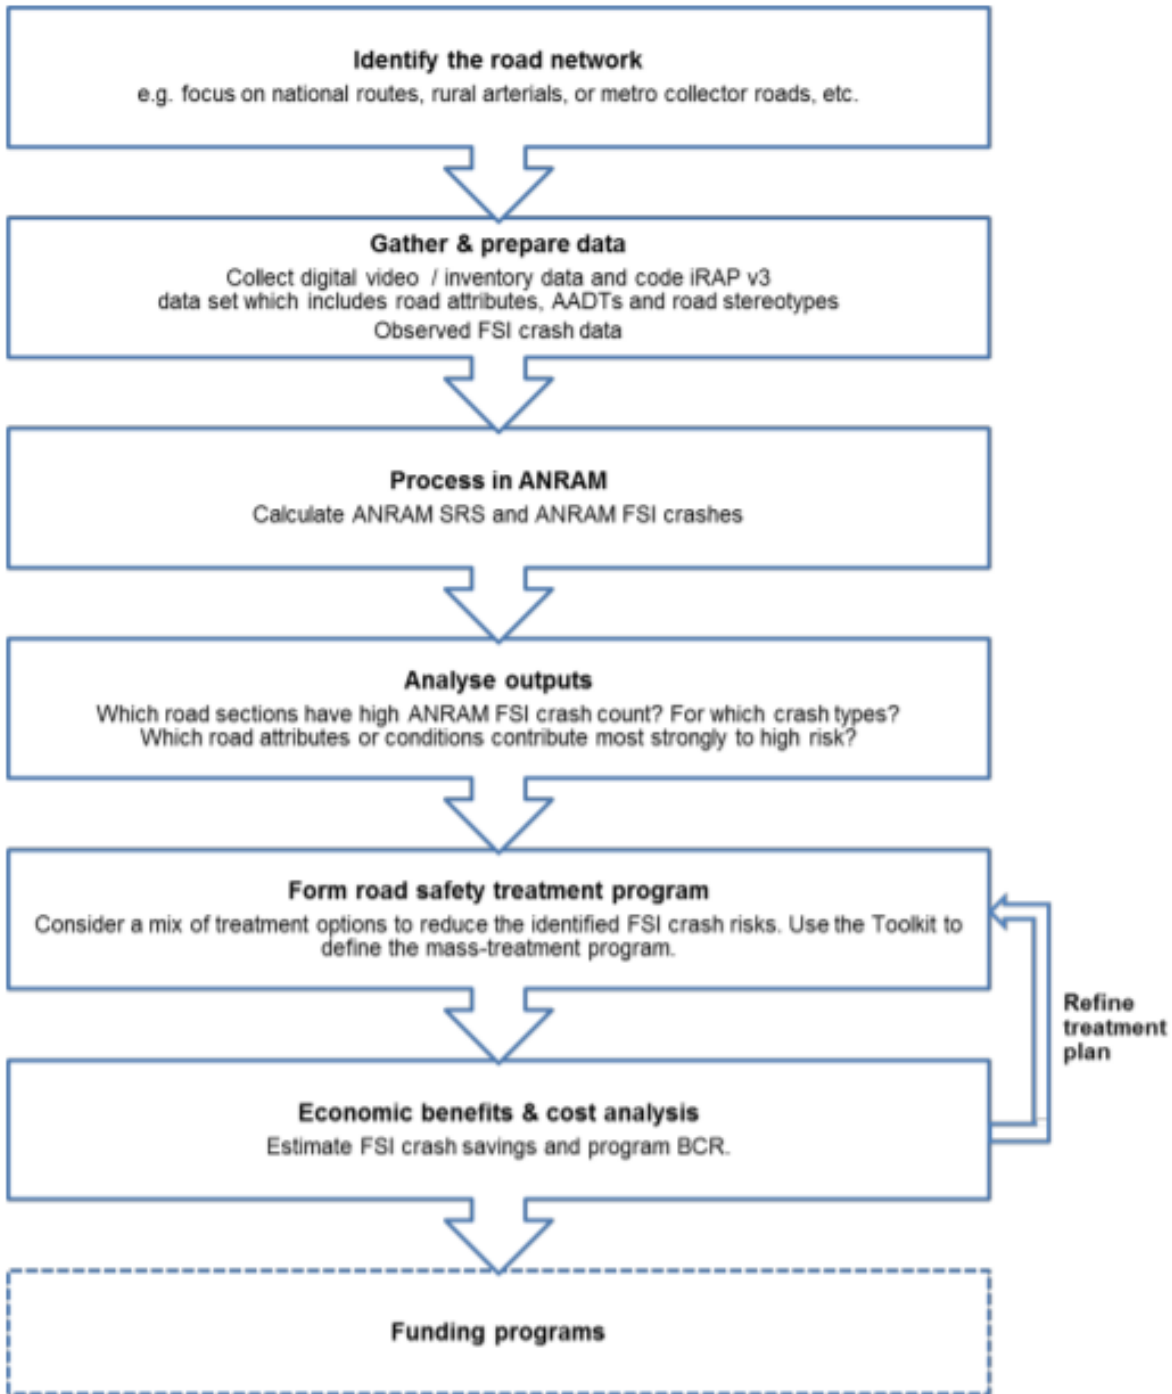 Identify the road network
e.g. focus on national routes, rural arterials, or metro collector roads, etc.
Gather & prepare data
Collect digital video / inventory data and code iRAP v3
data set which includes road attributes, AADTs and road stereotypes
Observed FSI crash data
Process in ANRAM
Calculate ANRAM SRS and ANRAM FSI crashes
Analyse outputs
Which road sections have high ANRAM FSI crash count? For which crash types?
Which road attributes or conditions contribute most strongly to high risk?
Form road safety treatment program
Consider a mix of treatment options to reduce the identified FSI crash risks. Use the Toolkit to
define the mass-treatment program.
Refine
treatment
plan
Economic benefits & cost analysis
Estimate FSI crash savings and program BCR.
Funding programs